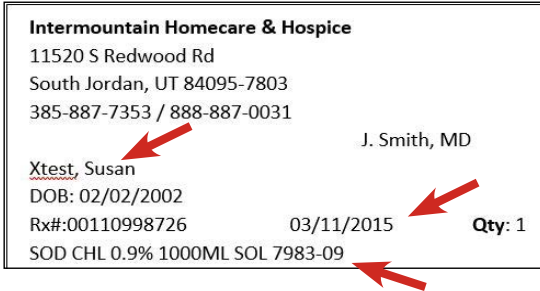 Intermountain Homecare & Hospice
11520 S Redwood Rd
South Jordan, UT 84095-7803
385-887-7353 / 888-887-0031
J. Smith, MD
Xtest, Susan
DOB: 02/02/2002
Rx#:00110998726 03/11/2015 Qty: 1
SOD CHL 0.9% 1000ML SOL 7983-09